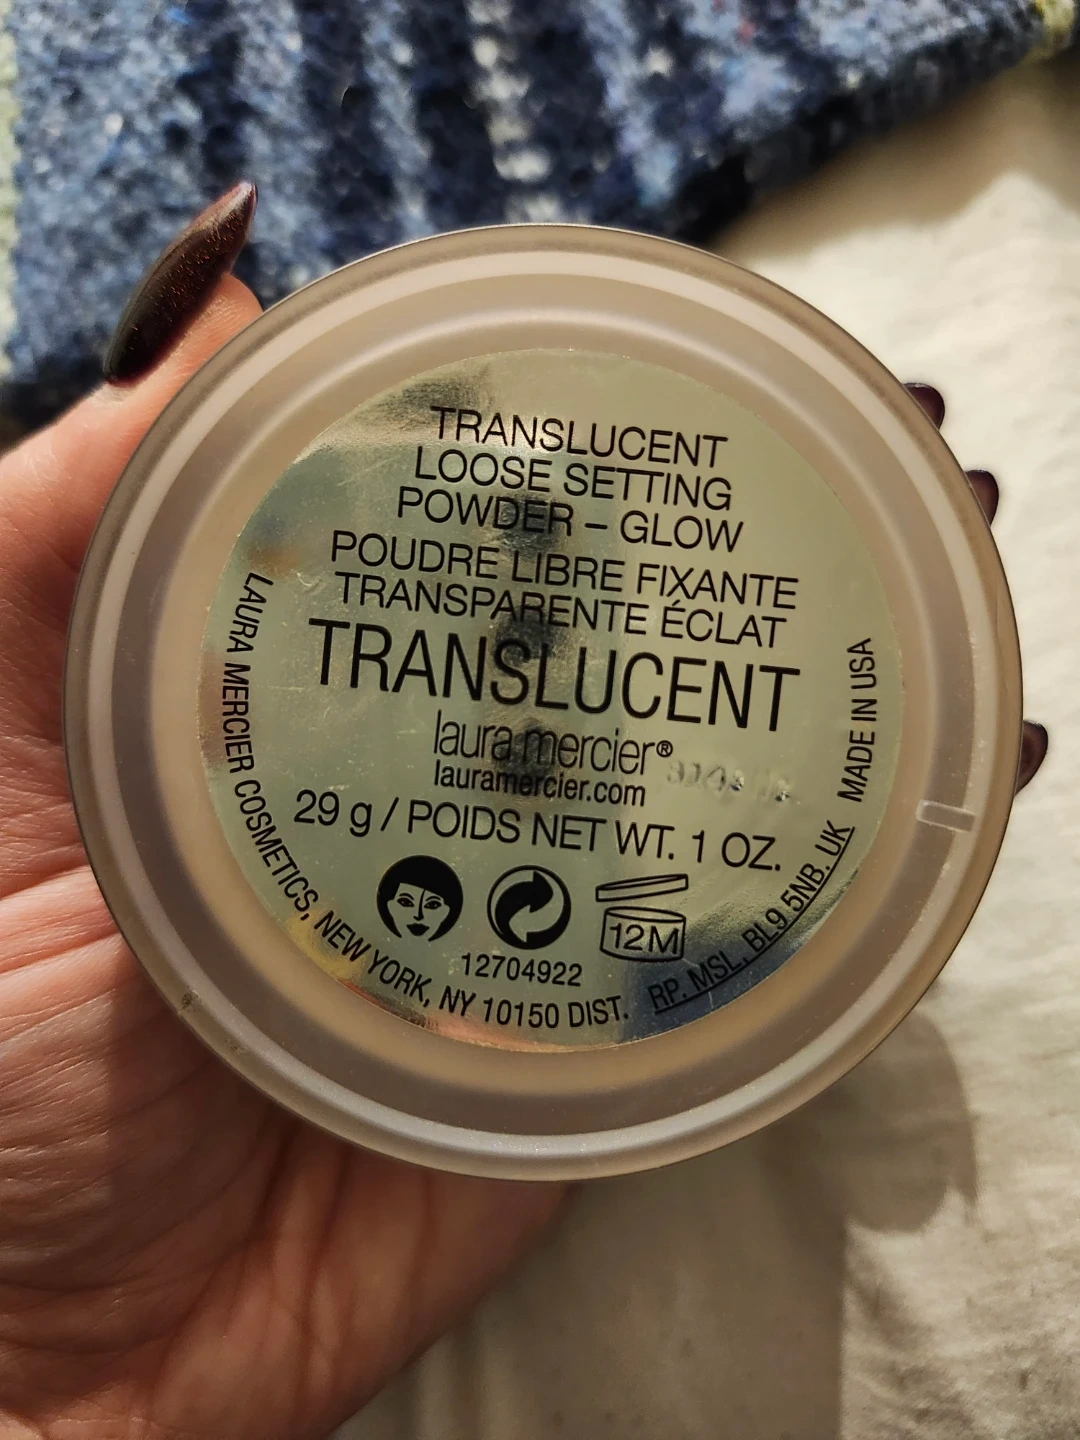 TRANSLUCENT
LOOSE SETTING
POWDER – GLOW
POUDRE LIBRE FIXANTE
TRANSPARENTE ÉCLAT
TRANSLUCENT
laura mercier®
lauramercier.com
29 g / POIDS NET WT. 1 OZ.
12M
12704922
LAURA MERCIER COSMETICS, NEW YORK, NY 10150 DIST. RP. MSL. BL9 5NB. UK MADE IN USA